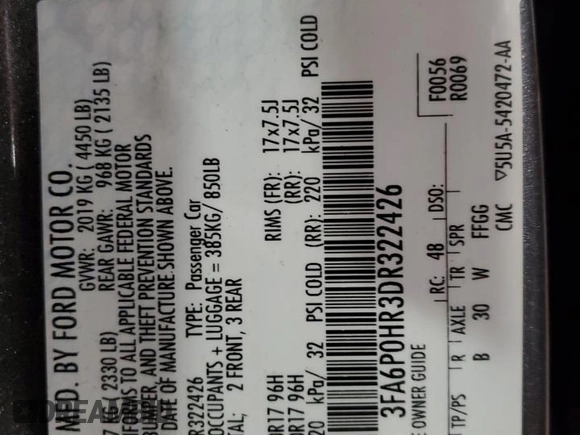 MFD. BY FORD MOTOR CO.
GVWR: 2019 KG ( 4450 LB)
KG ( 2330 LB) REAR GAWR: 968 KG ( 2135 LB)
TO ALL APPLICABLE FEDERAL MOTOR
BUMPER, AND THEFT PREVENTION STANDARDS
DATE OF MANUFACTURE SHOWN ABOVE.
R322426 TYPE: Passenger Car
OCCUPANTS + LUGGAGE = 385KG/ 850LB
2 FRONT, 3 REAR
R17 96H RIMS (FR): 17x7.5J
R17 96H (RR): 17x7.5J
kPa/ 32 PSI COLD (RR): 220 kPa/ 32 PSI COLD
3FA6P0HR3DR322426
OWNER GUIDE
RC: 48 DSO: F0056
R0069
TP/PS R AXLE TR SPR
B 30 W FFGG
CMC ▽5U5A-5420472-AA